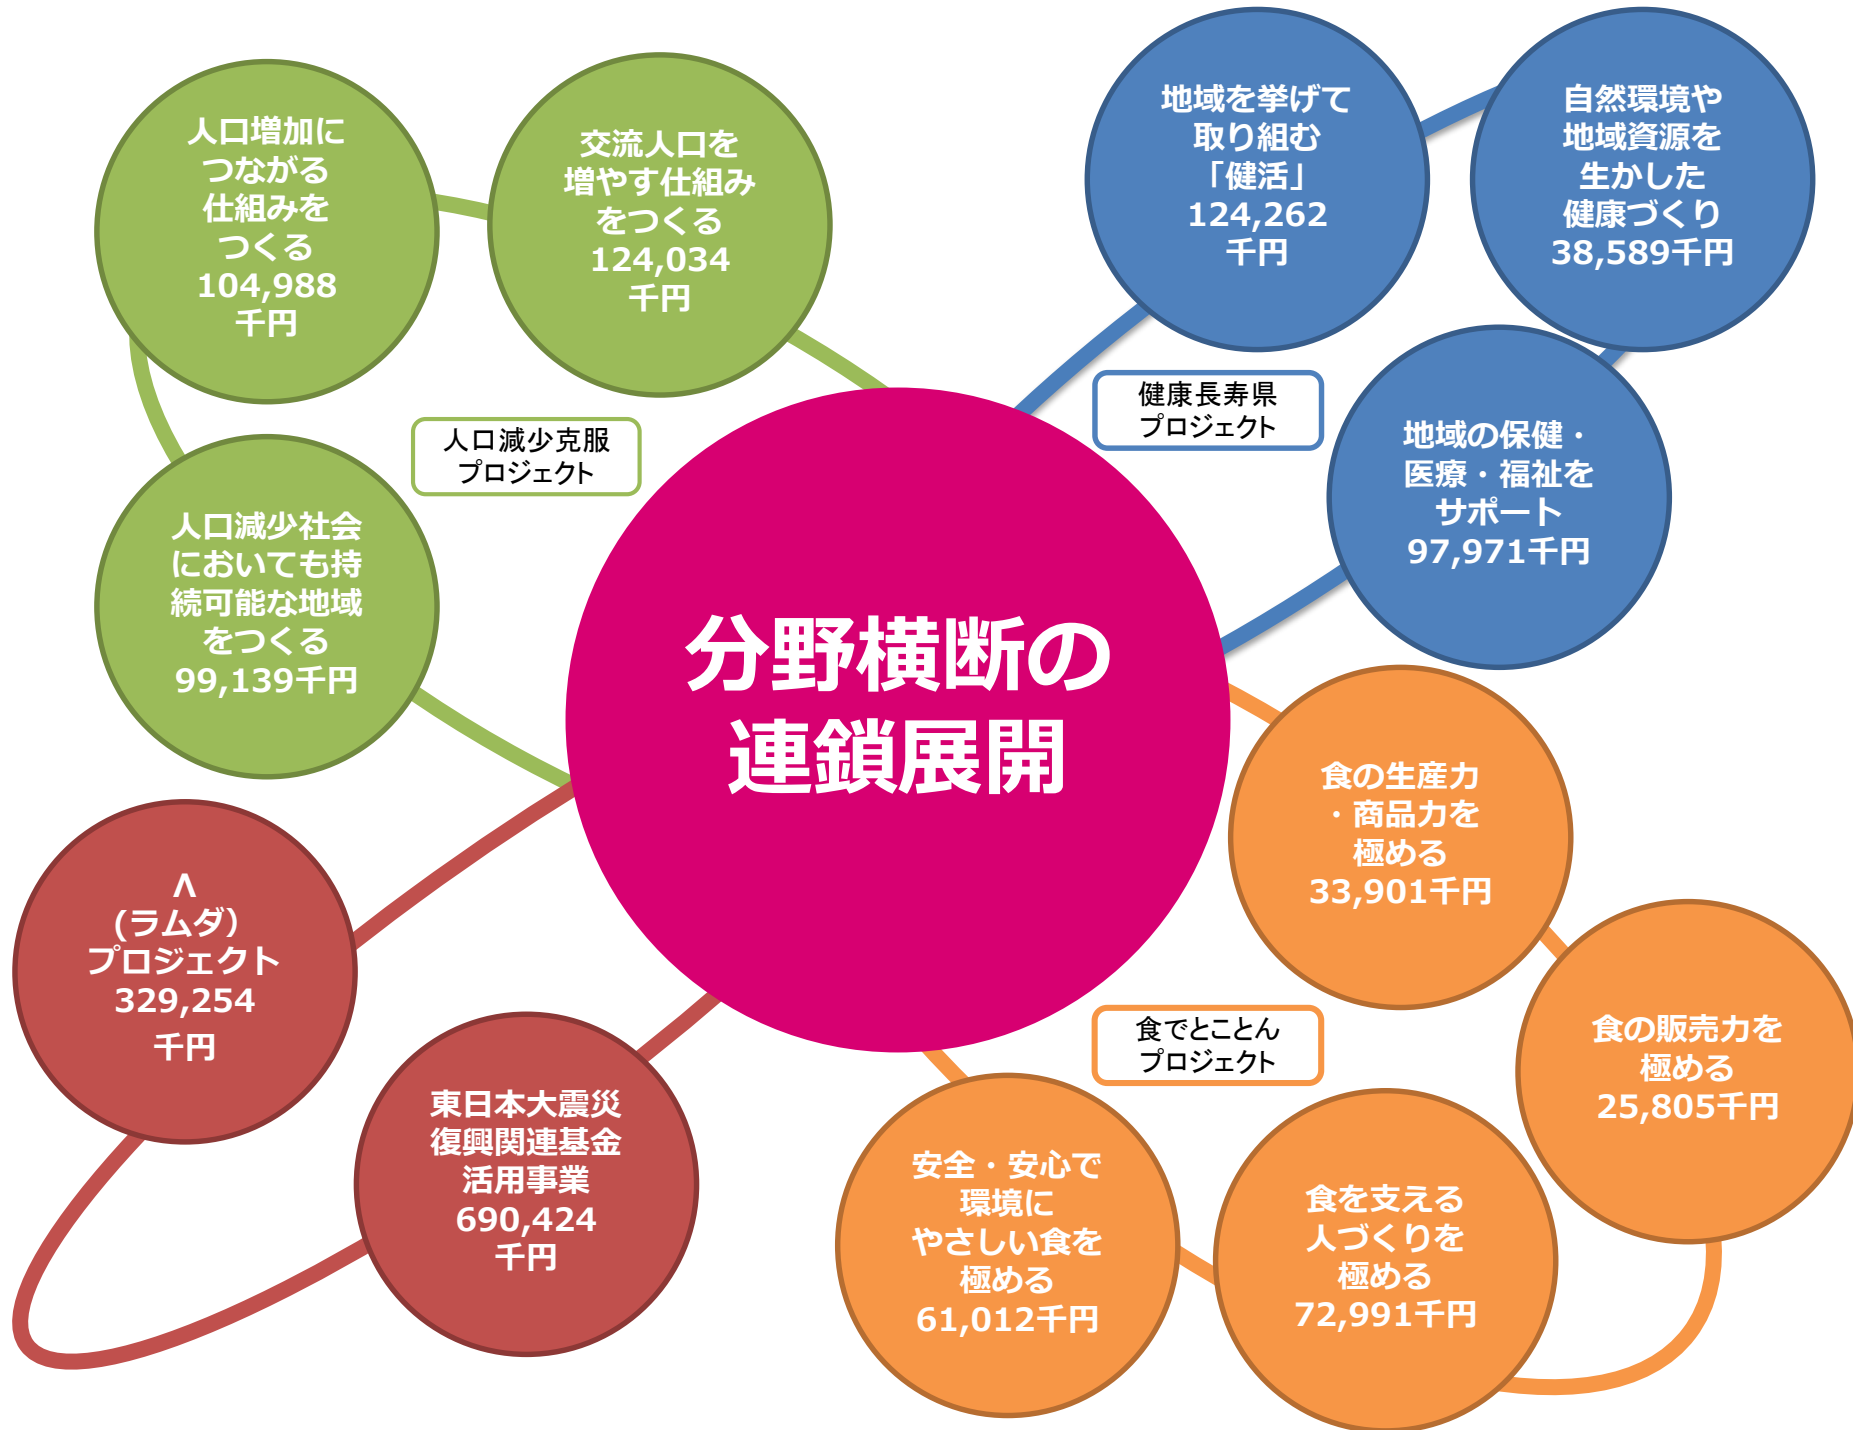 人口増加に
つながる
仕組みを
つくる
104,988
千円
交流人口を
増やす仕組み
をつくる
124,034
千円
人口減少克服
プロジェクト
人口減少社会
においても持
続可能な地域
をつくる
99,139千円
地域を挙げて
取り組む
「健活」
124,262
千円
自然環境や
地域資源を
生かした
健康づくり
38,589千円
健康長寿県
プロジェクト
地域の保健・
医療・福祉を
サポート
97,971千円
分野横断の
連鎖展開
Λ
(ラムダ）
プロジェクト
329,254
千円
東日本大震災
復興関連基金
活用事業
690,424
千円
食の生産力
・商品力を
極める
33,901千円
食の販売力を
極める
25,805千円
食でとことん
プロジェクト
安全・安心で
環境に
やさしい食を
極める
61,012千円
食を支える
人づくりを
極める
72,991千円